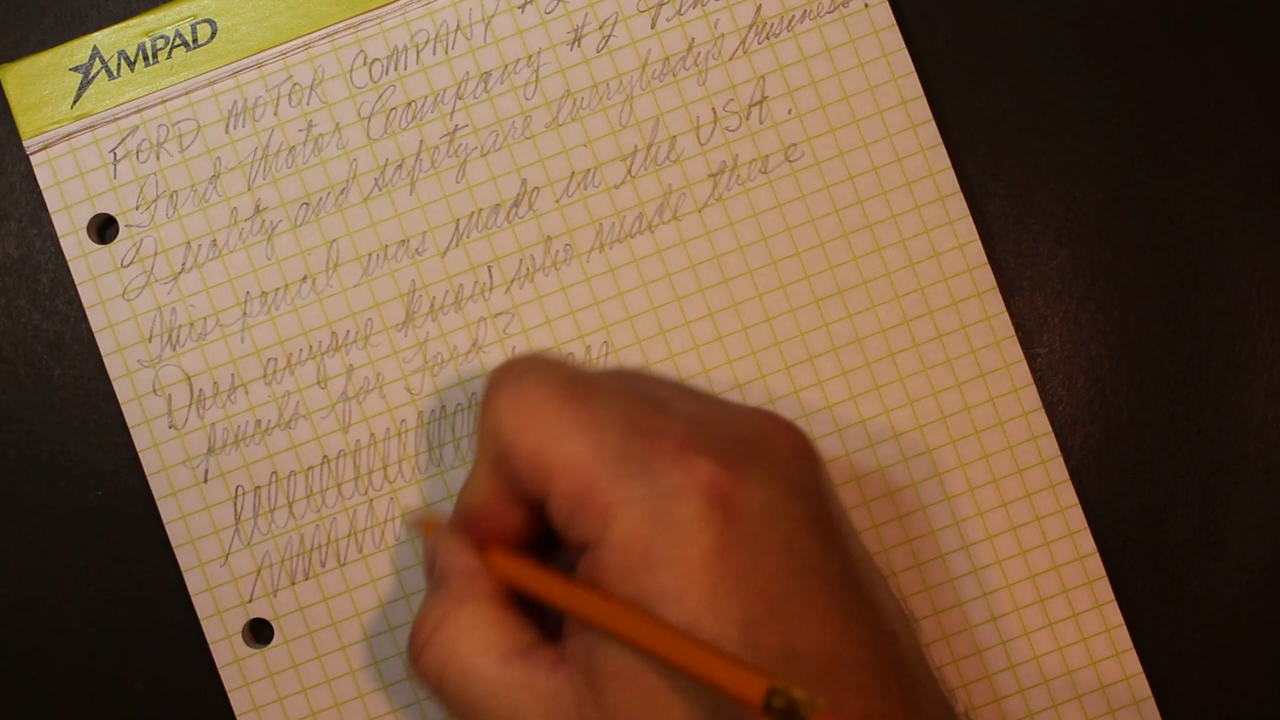 AMPAD
FORD MOTOR COMPANY #2
Ford Motor Company #2
Quality and safety are everybody's business.
This pencil was made in the USA.
Does anyone know who made these
pencils for Ford?